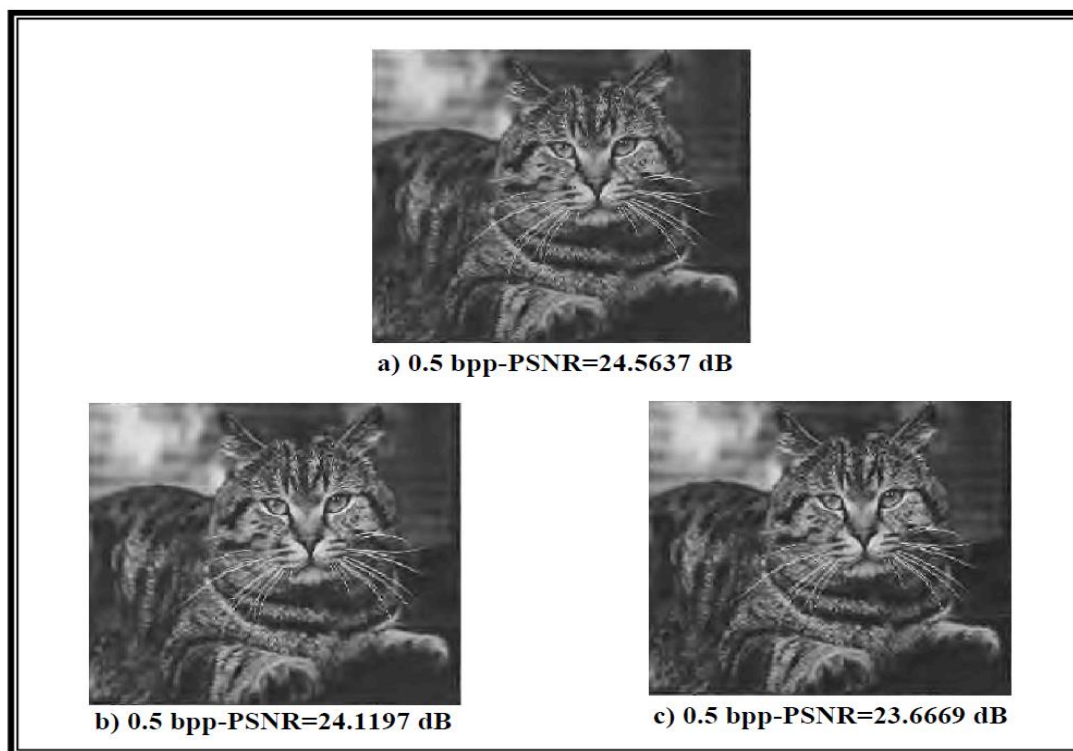 a) 0.5 bpp-PSNR=24.5637 dB
b) 0.5 bpp-PSNR=24.1197 dB
c) 0.5 bpp-PSNR=23.6669 dB